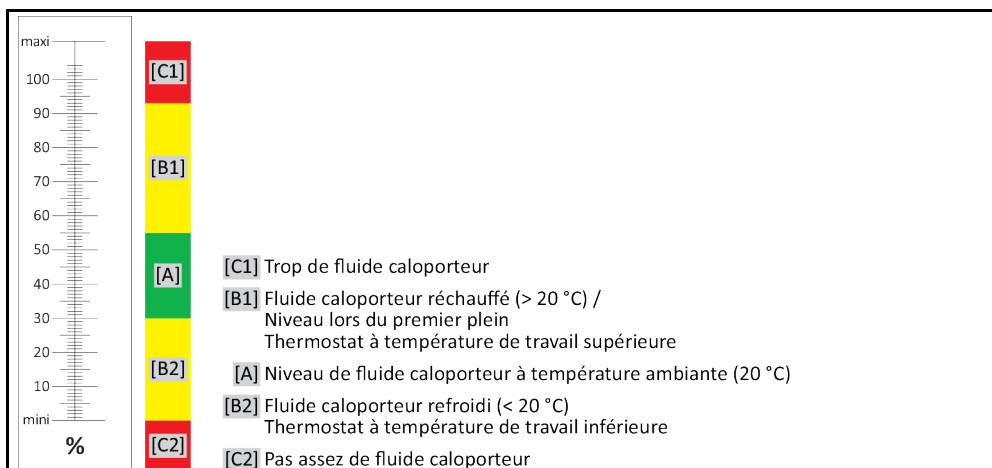 maxi
100
90
80
70
60
50
40
30
20
10
mini
%
[C1]
[B1]
[A]
[B2]
[C2]
[C1] Trop de fluide caloporteur
[B1] Fluide caloporteur réchauffé (> 20 °C) /
Niveau lors du premier plein
Thermostat à température de travail supérieure
[A] Niveau de fluide caloporteur à température ambiante (20 °C)
[B2] Fluide caloporteur refroidi (< 20 °C)
Thermostat à température de travail inférieure
[C2] Pas assez de fluide caloporteur